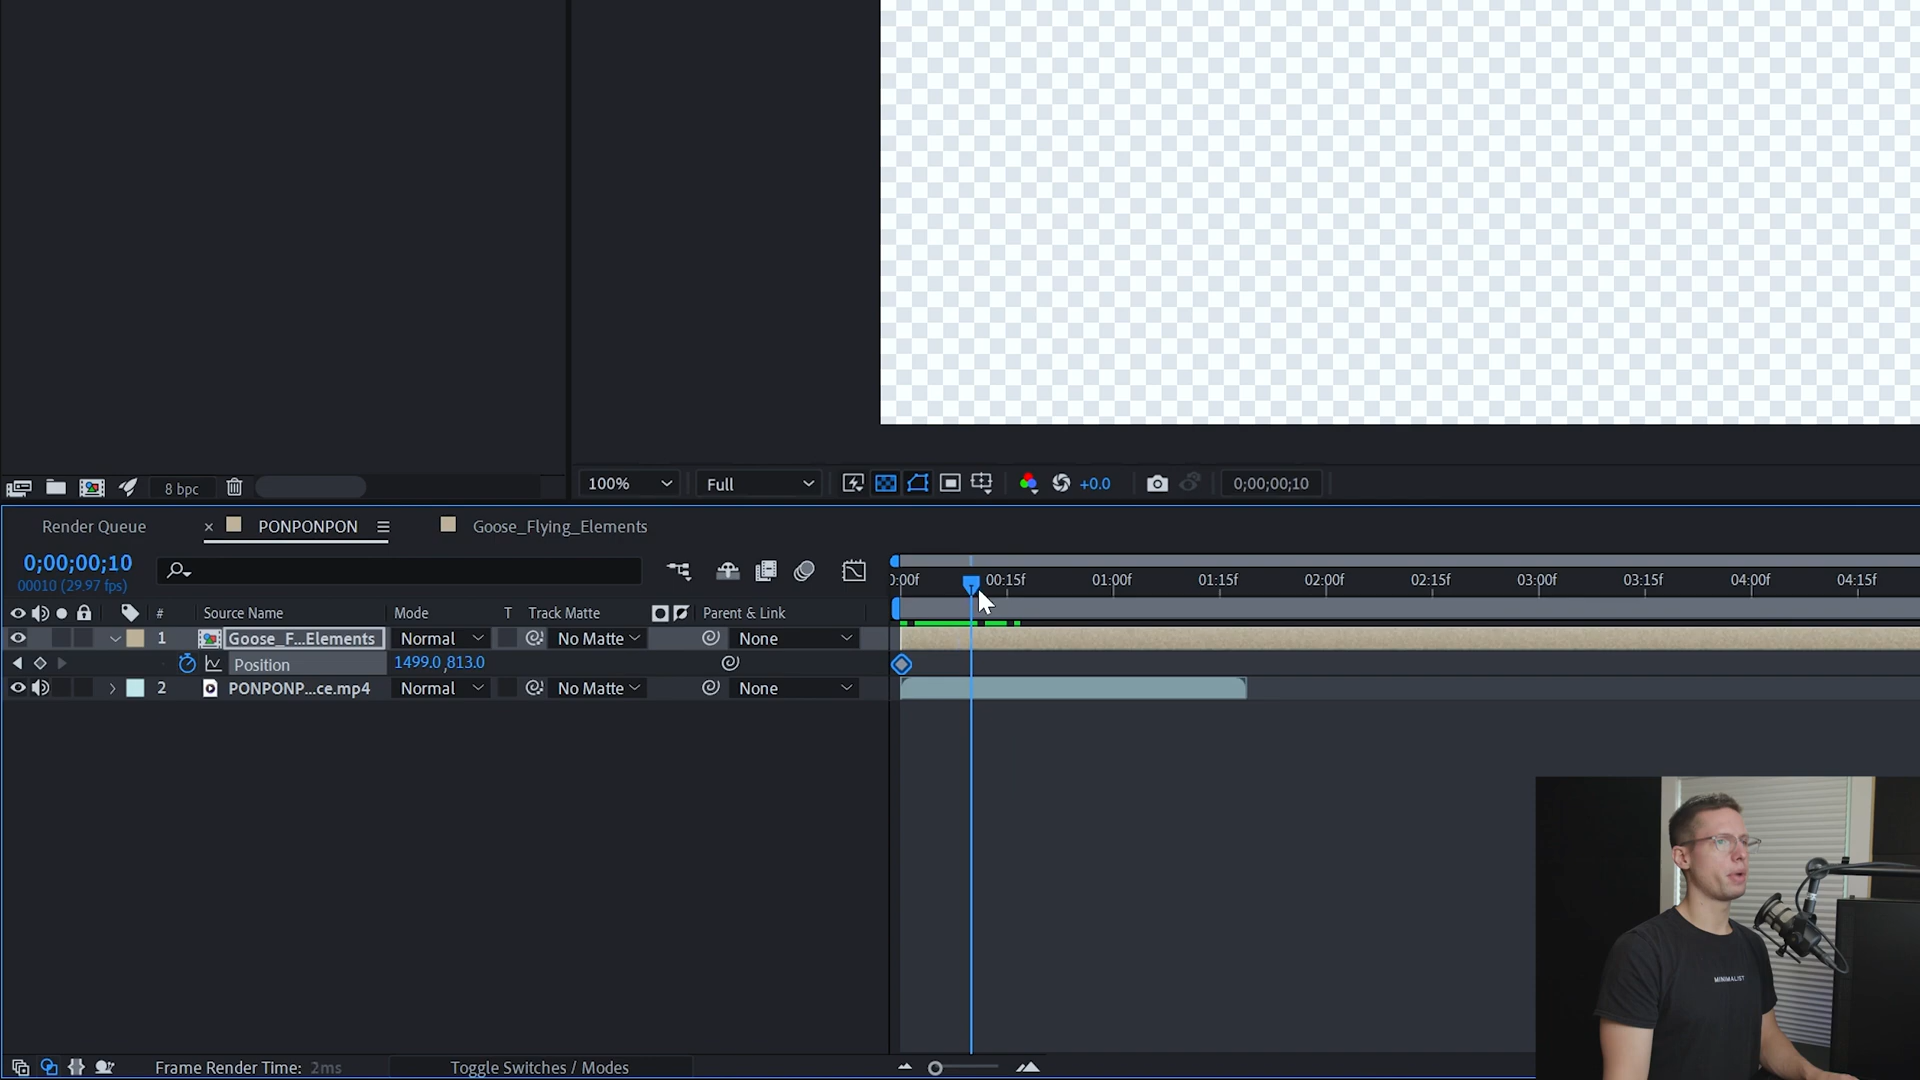 8 bpc
100%
Full
+0.0
0;00;00;10
Render Queue
PONPONPON
Goose_Flying_Elements
0;00;00;10
00010 (29.97 fps)
):00f
00:15f
01:00f
01:15f
02:00f
02:15f
03:00f
03:15f
04:00f
04:15f
#
Source Name
Mode
T
Track Matte
Parent & Link
1
Goose_F...Elements
Normal
No Matte
None
Position
1499.0,813.0
2
PONPONP...ce.mp4
Normal
No Matte
None
MINIMALIST
Frame Render Time: 2ms
Toggle Switches / Modes